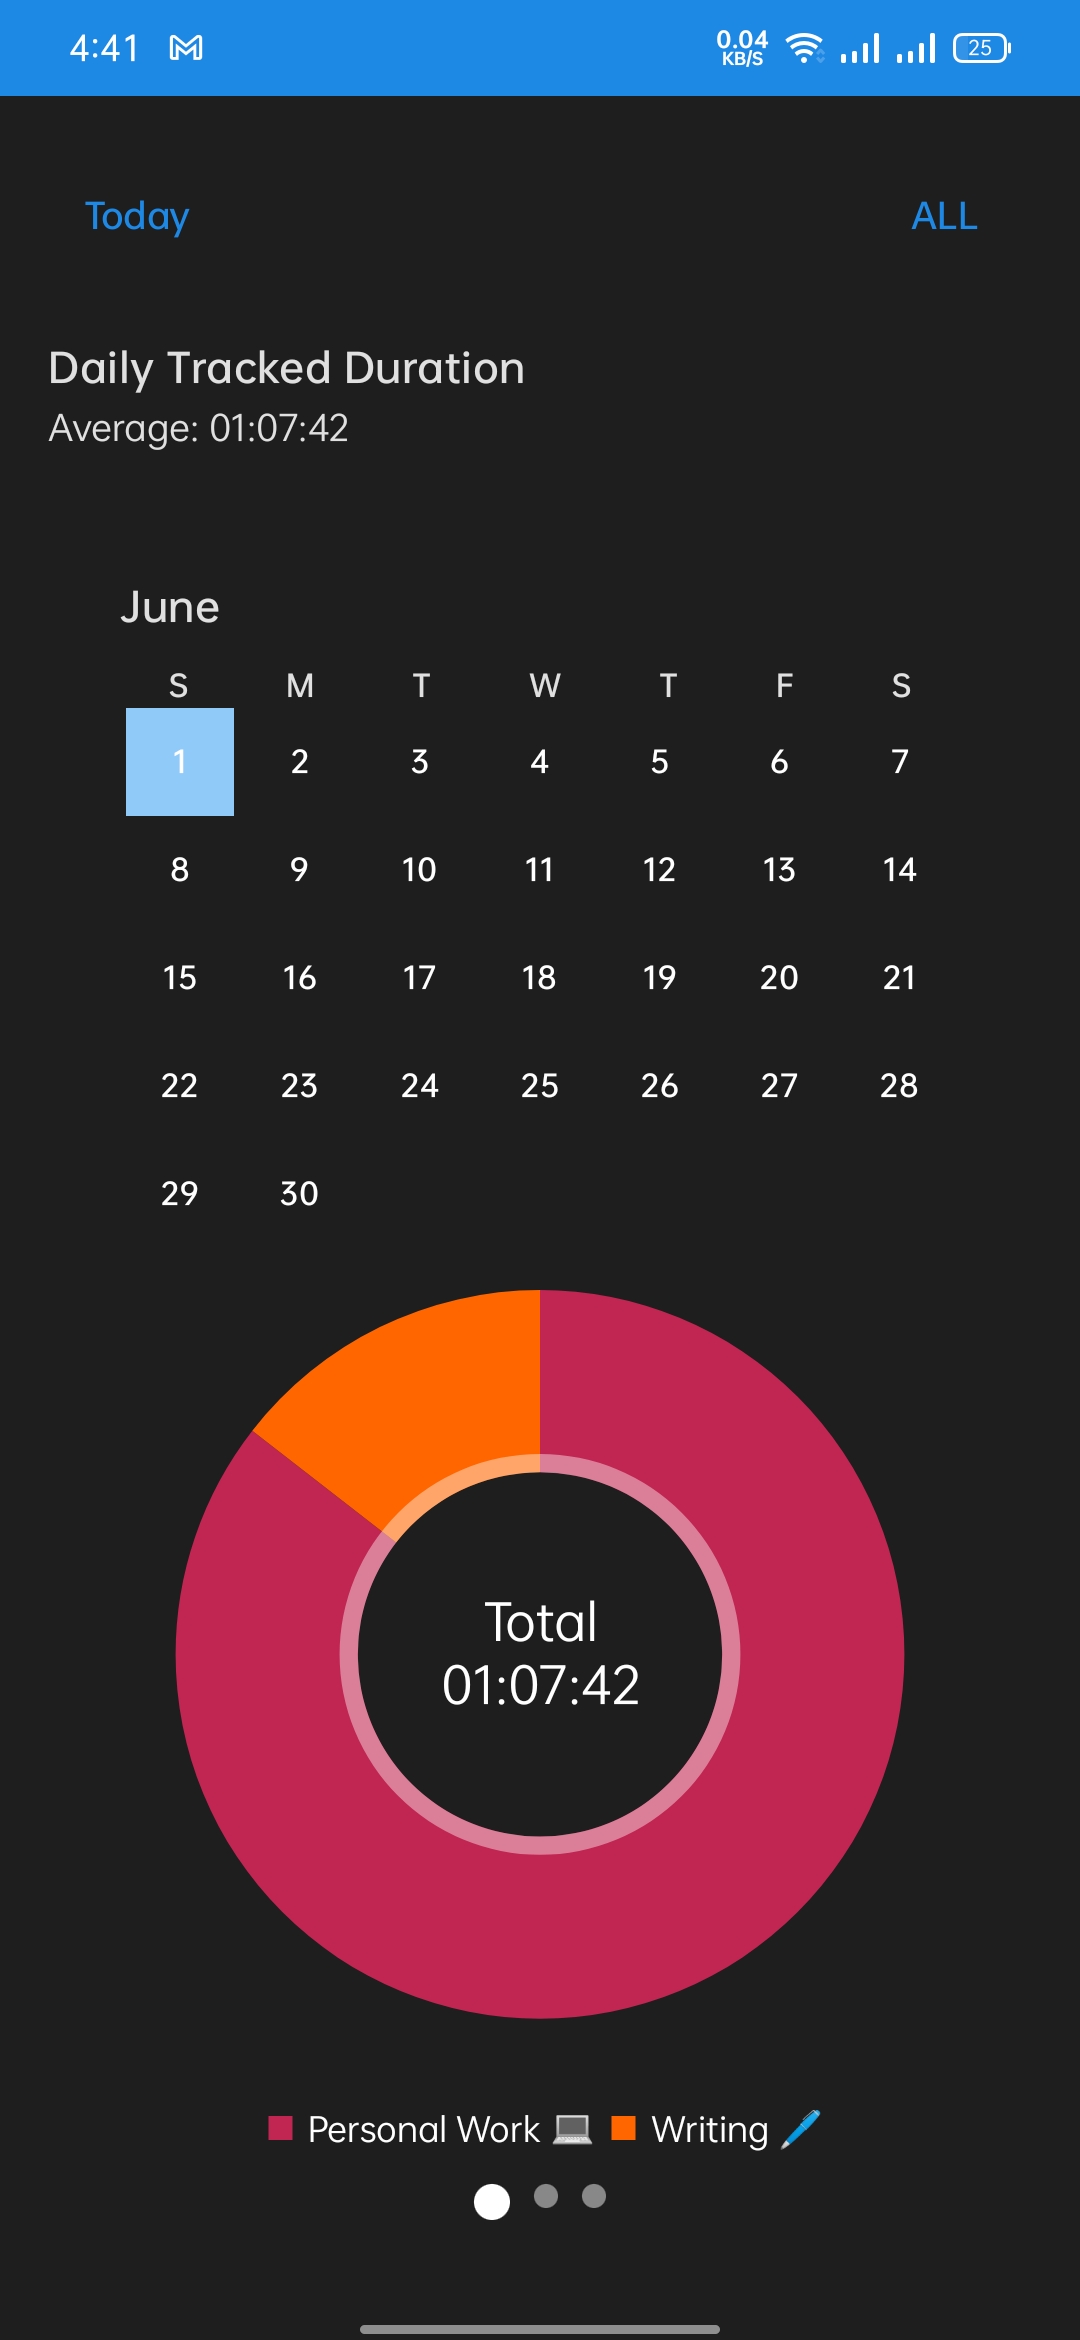 4:41 0.04 KB/S 25
Today ALL
Daily Tracked Duration
Average: 01:07:42
June
S M T W T F S
1 2 3 4 5 6 7
8 9 10 11 12 13 14
15 16 17 18 19 20 21
22 23 24 25 26 27 28
29 30
Total
01:07:42
Personal Work 💻 Writing 🖊️